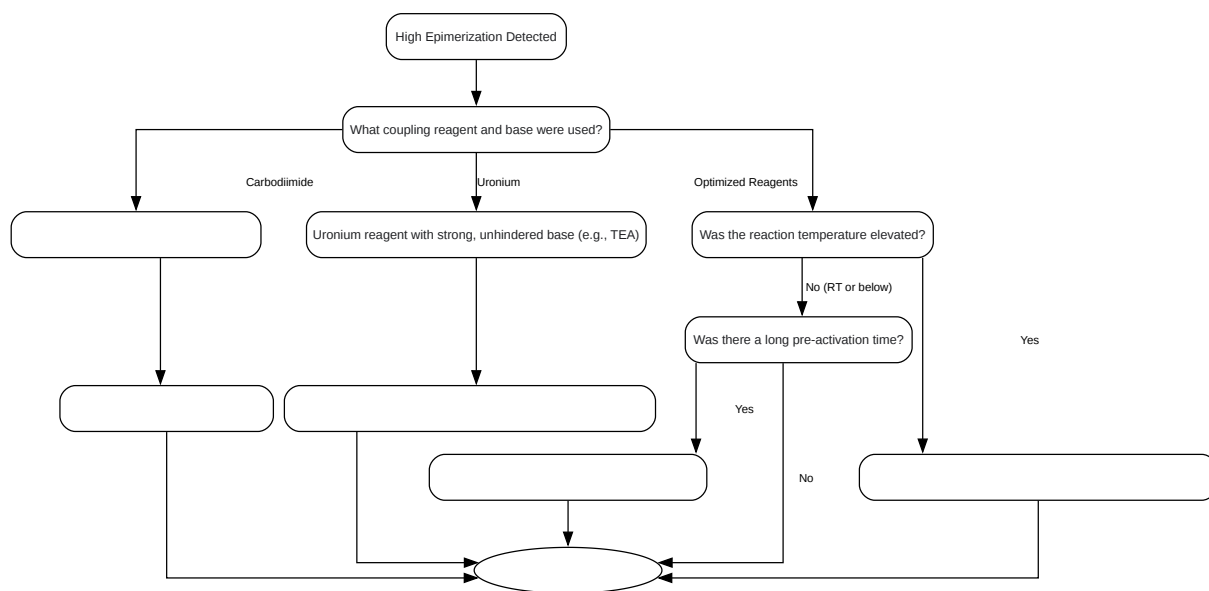 High Epimerization Detected
What coupling reagent and base were used?
Carbodiimide
Uronium
Optimized Reagents
Uronium reagent with strong, unhindered base (e.g., TEA)
Was the reaction temperature elevated?
No (RT or below)
Was there a long pre-activation time?
Yes
Yes
No